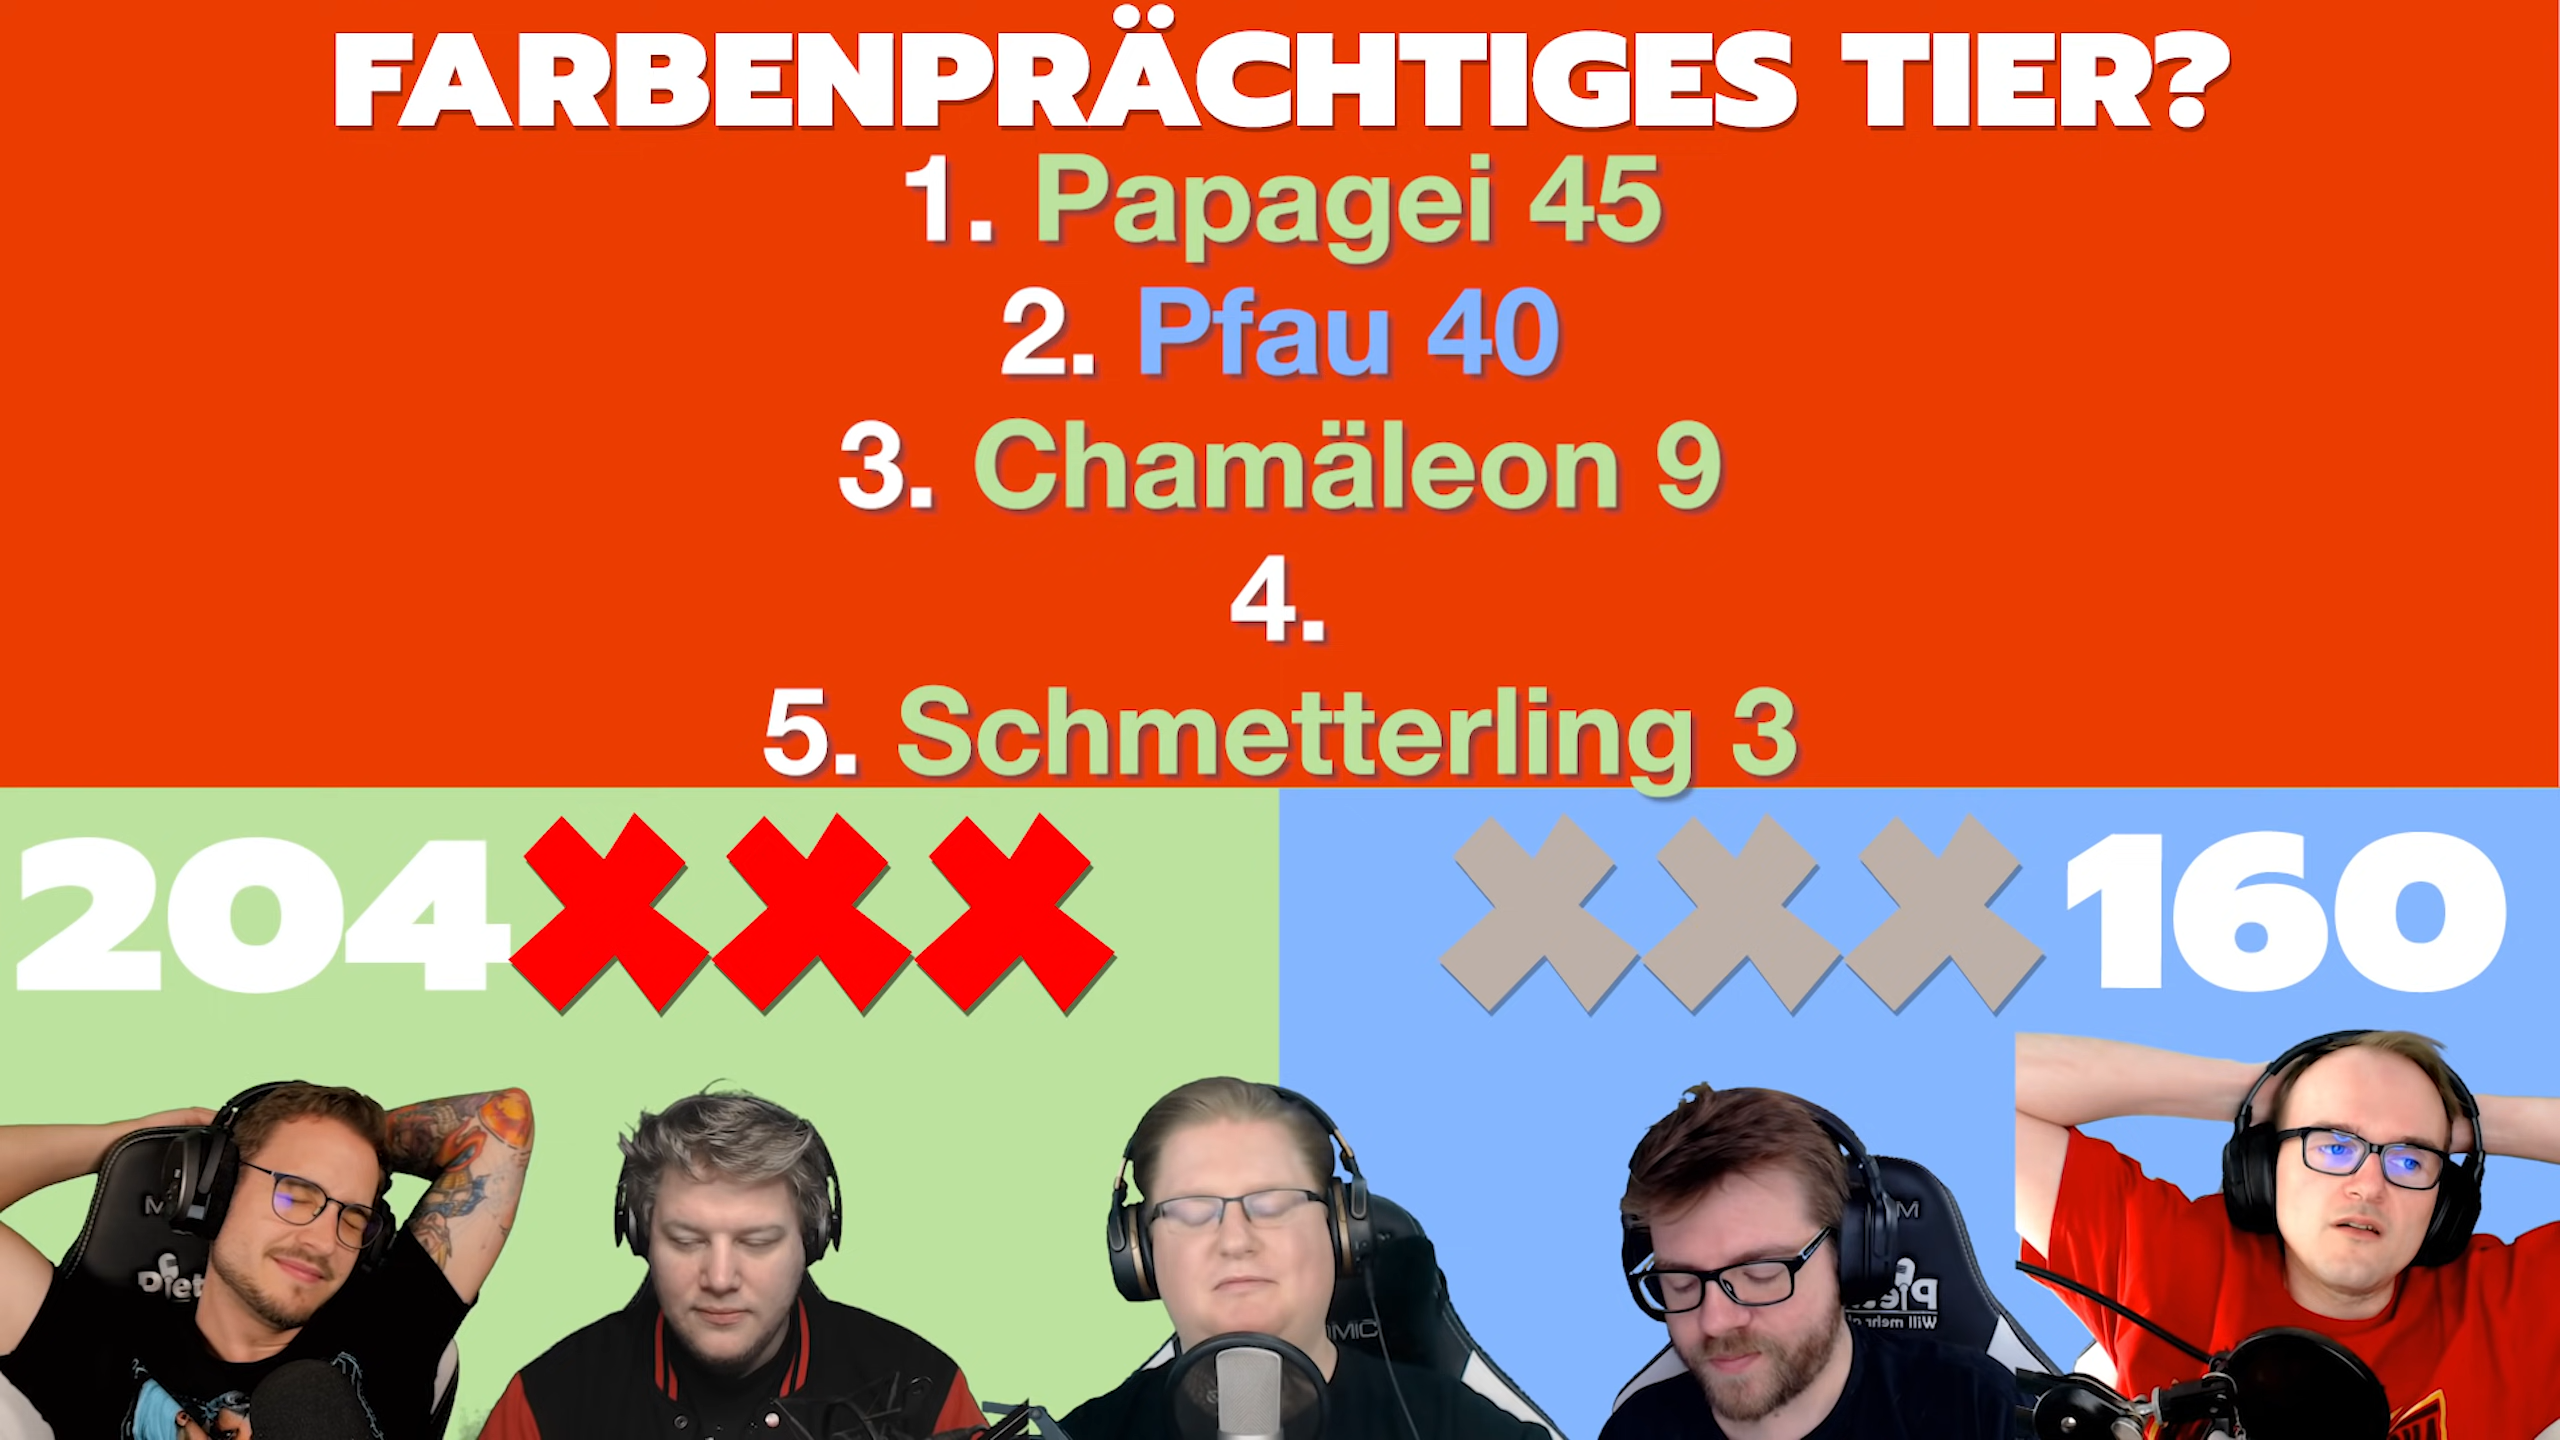 FARBENPRÄCHTIGES TIER?
1. Papagei 45
2. Pfau 40
3. Chamäleon 9
4.
5. Schmetterling 3
204
160